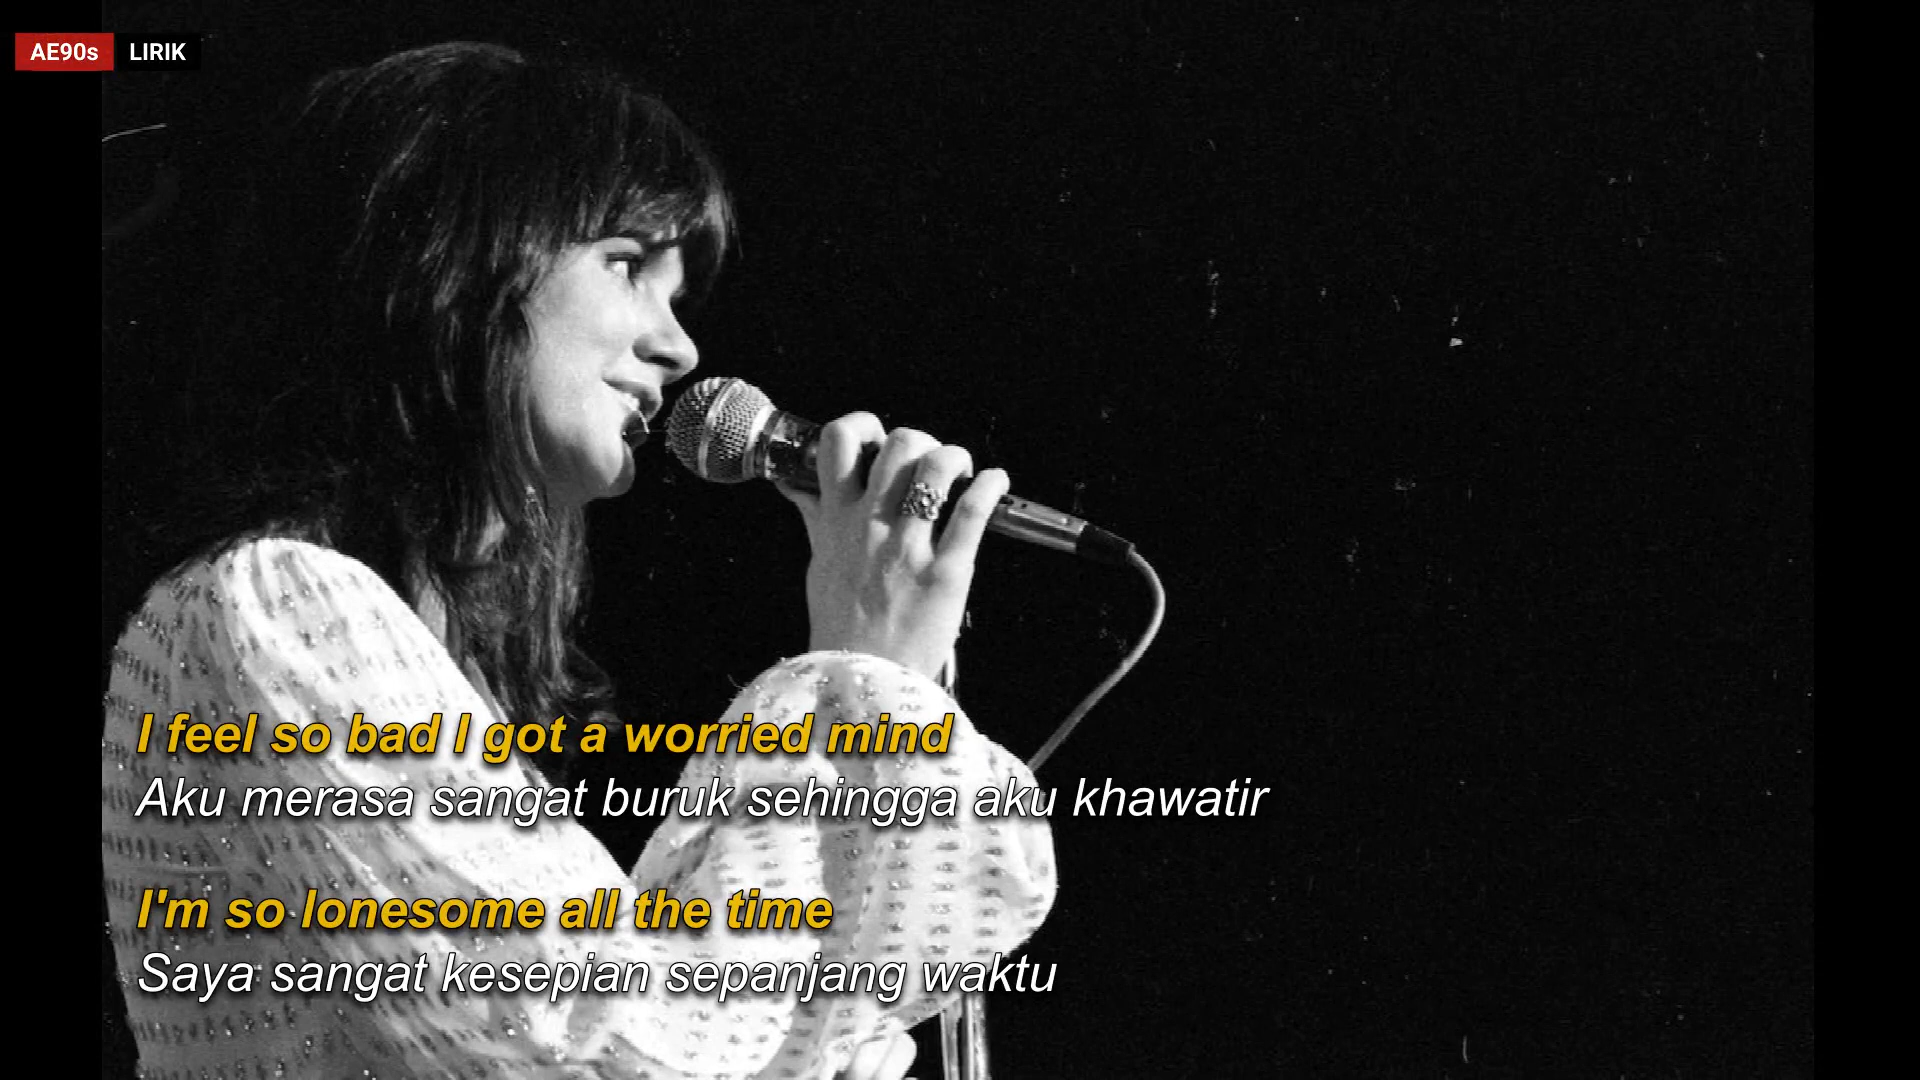 AE90s LIRIK
I feel so bad I got a worried mind
Aku merasa sangat buruk sehingga aku khawatir
I'm so lonesome all the time
Saya sangat kesepian sepanjang waktu